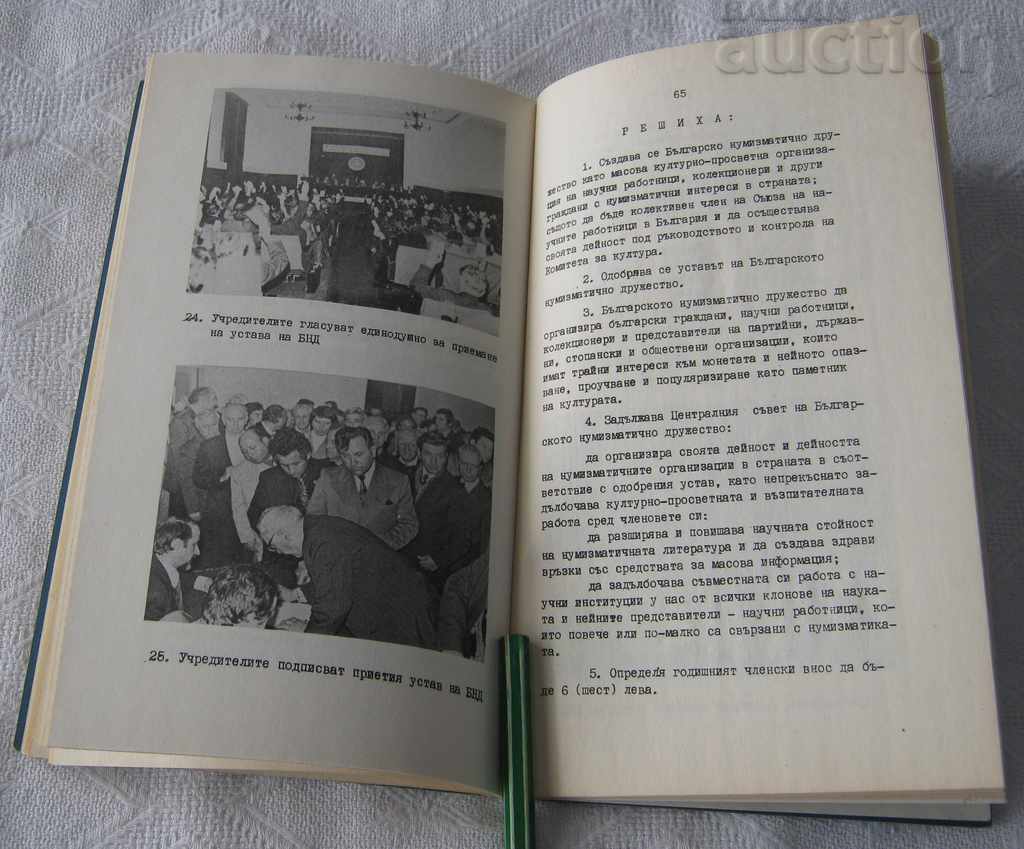 auction
24. Учредителите гласуват единодушно за приемане
на устава на БНД
25. Учредителите подписват приетия устав на БНД
65
Р Е Ш И Х А :
1. Създава се Българско нумизматично дру-
жество като масова културно-просветна организа-
ция на научни работници, колекционери и други
граждани с нумизматични интереси в страната;
същото да бъде колективен член на Съюза на на-
учните работници в България и да осъществява
своята дейност под ръководството и контрола на
Комитета за култура.
2. Одобрява се уставът на Българското
нумизматично дружество.
3. Българското нумизматично дружество да
организира български граждани, научни работници,
колекционери и представители на партийни, държав-
ни, стопански и обществени организации, които
имат трайни интереси към монетата и нейното опаз-
ване, проучване и популяризиране като паметник
на културата.
4. Задължава Централния съвет на Българ-
ското нумизматично дружество:
да организира своята дейност и дейността
на нумизматичните организации в страната в съот-
ветствие с одобрения устав, като непрекъснато за-
дълбочава културно-просветната и възпитателната
работа сред членовете си:
да разширява и повишава научната стойност
на нумизматичната литература и да създава здрави
връзки със средствата за масова информация;
да задълбочава съвместната си работа с на-
учни институции у нас от всички клонове на наука-
та и нейните представители - научни работници, ко-
ито повече или по-малко са свързани с нумизматика-
та.
5. Определя годишният членски внос да бъ-
де 6 (шест) лева.